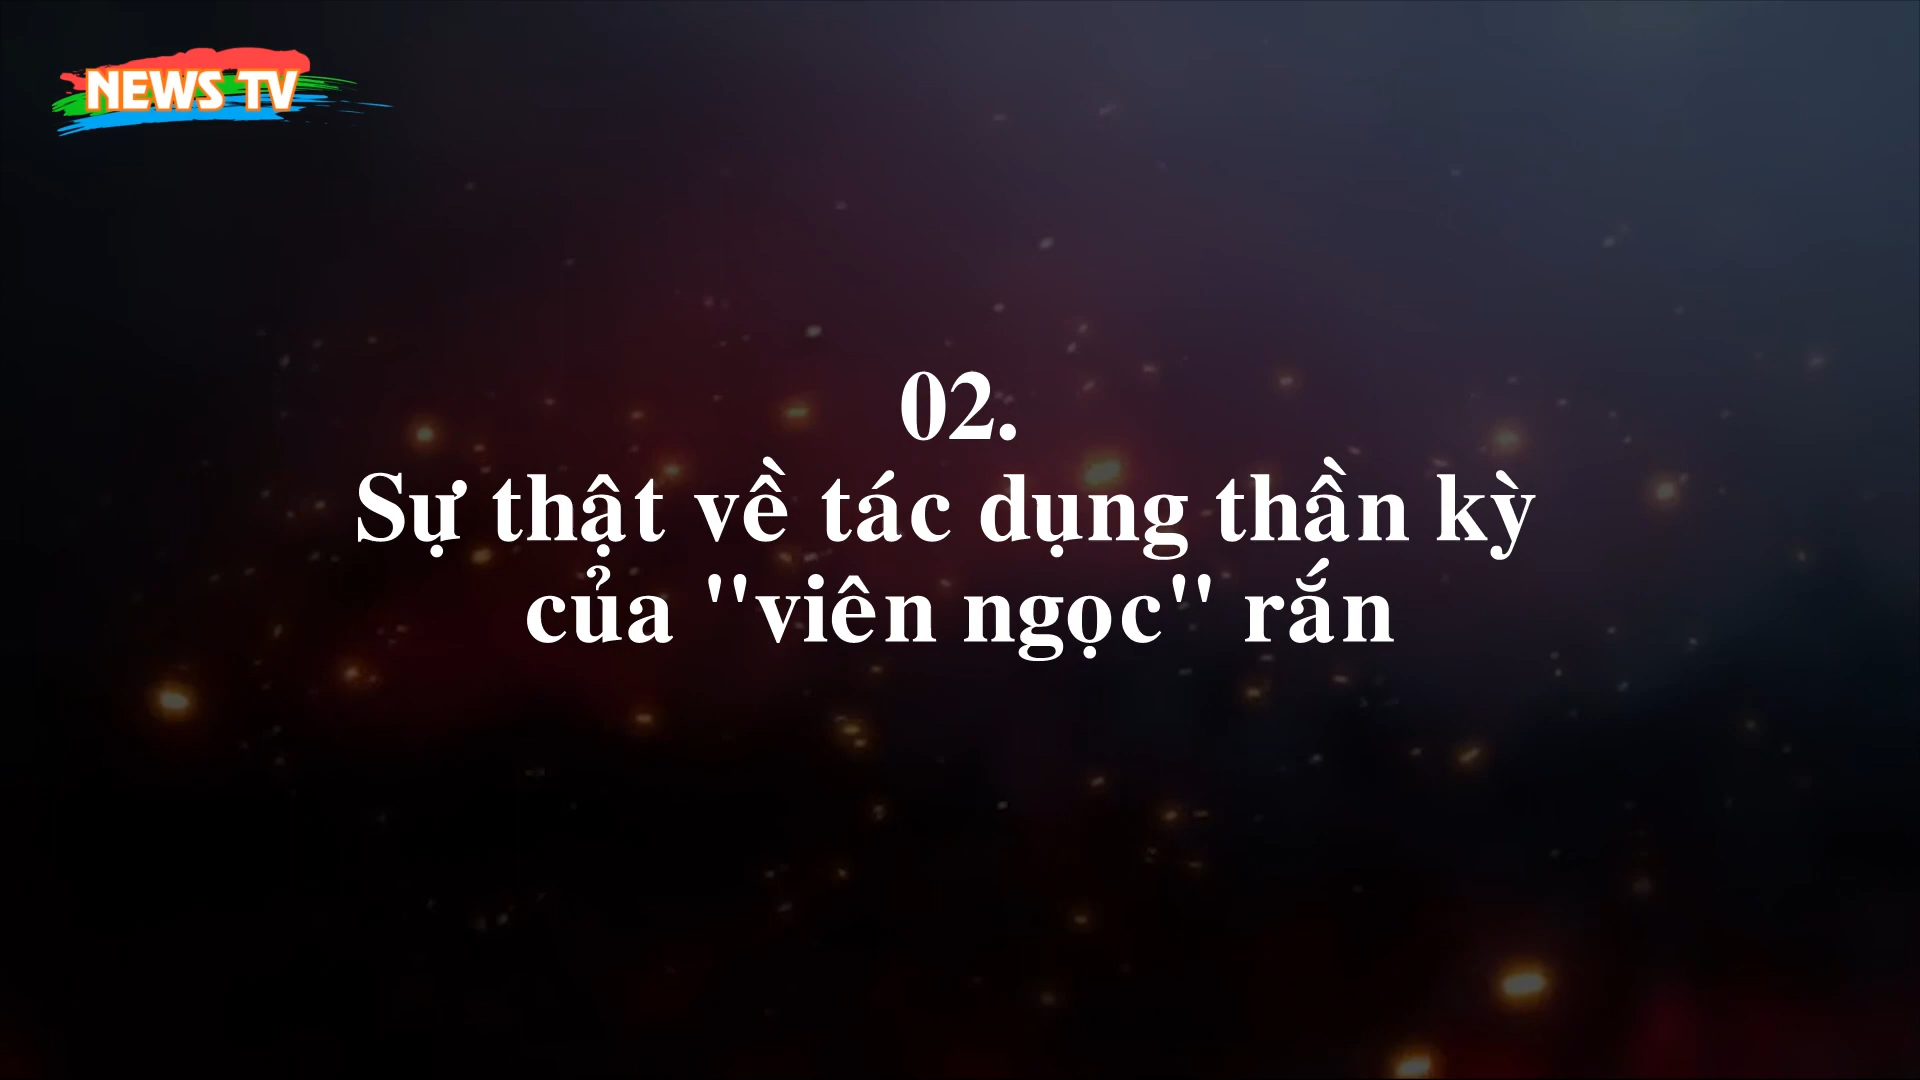 NEWS TV
02.
Sự thật về tác dụng thần kỳ
của "viên ngọc" rắn